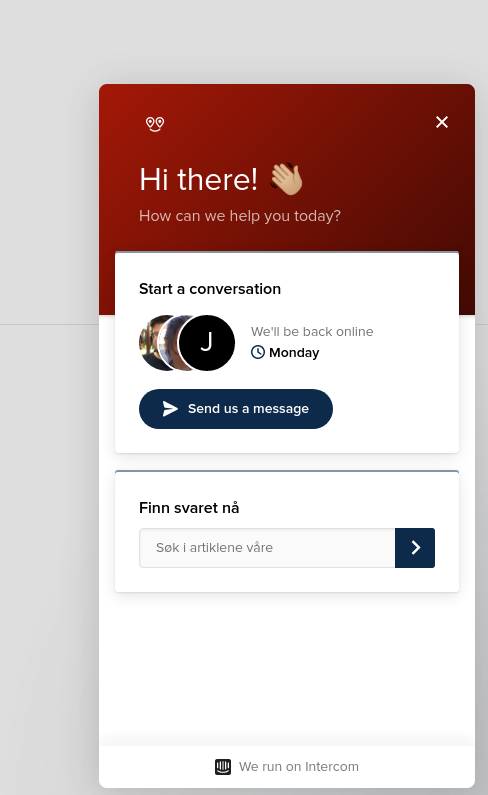 Hi there! 👋🏼
How can we help you today?
Start a conversation
J
We'll be back online
Monday
Send us a message
Finn svaret nå
Søk i artiklene våre
We run on Intercom